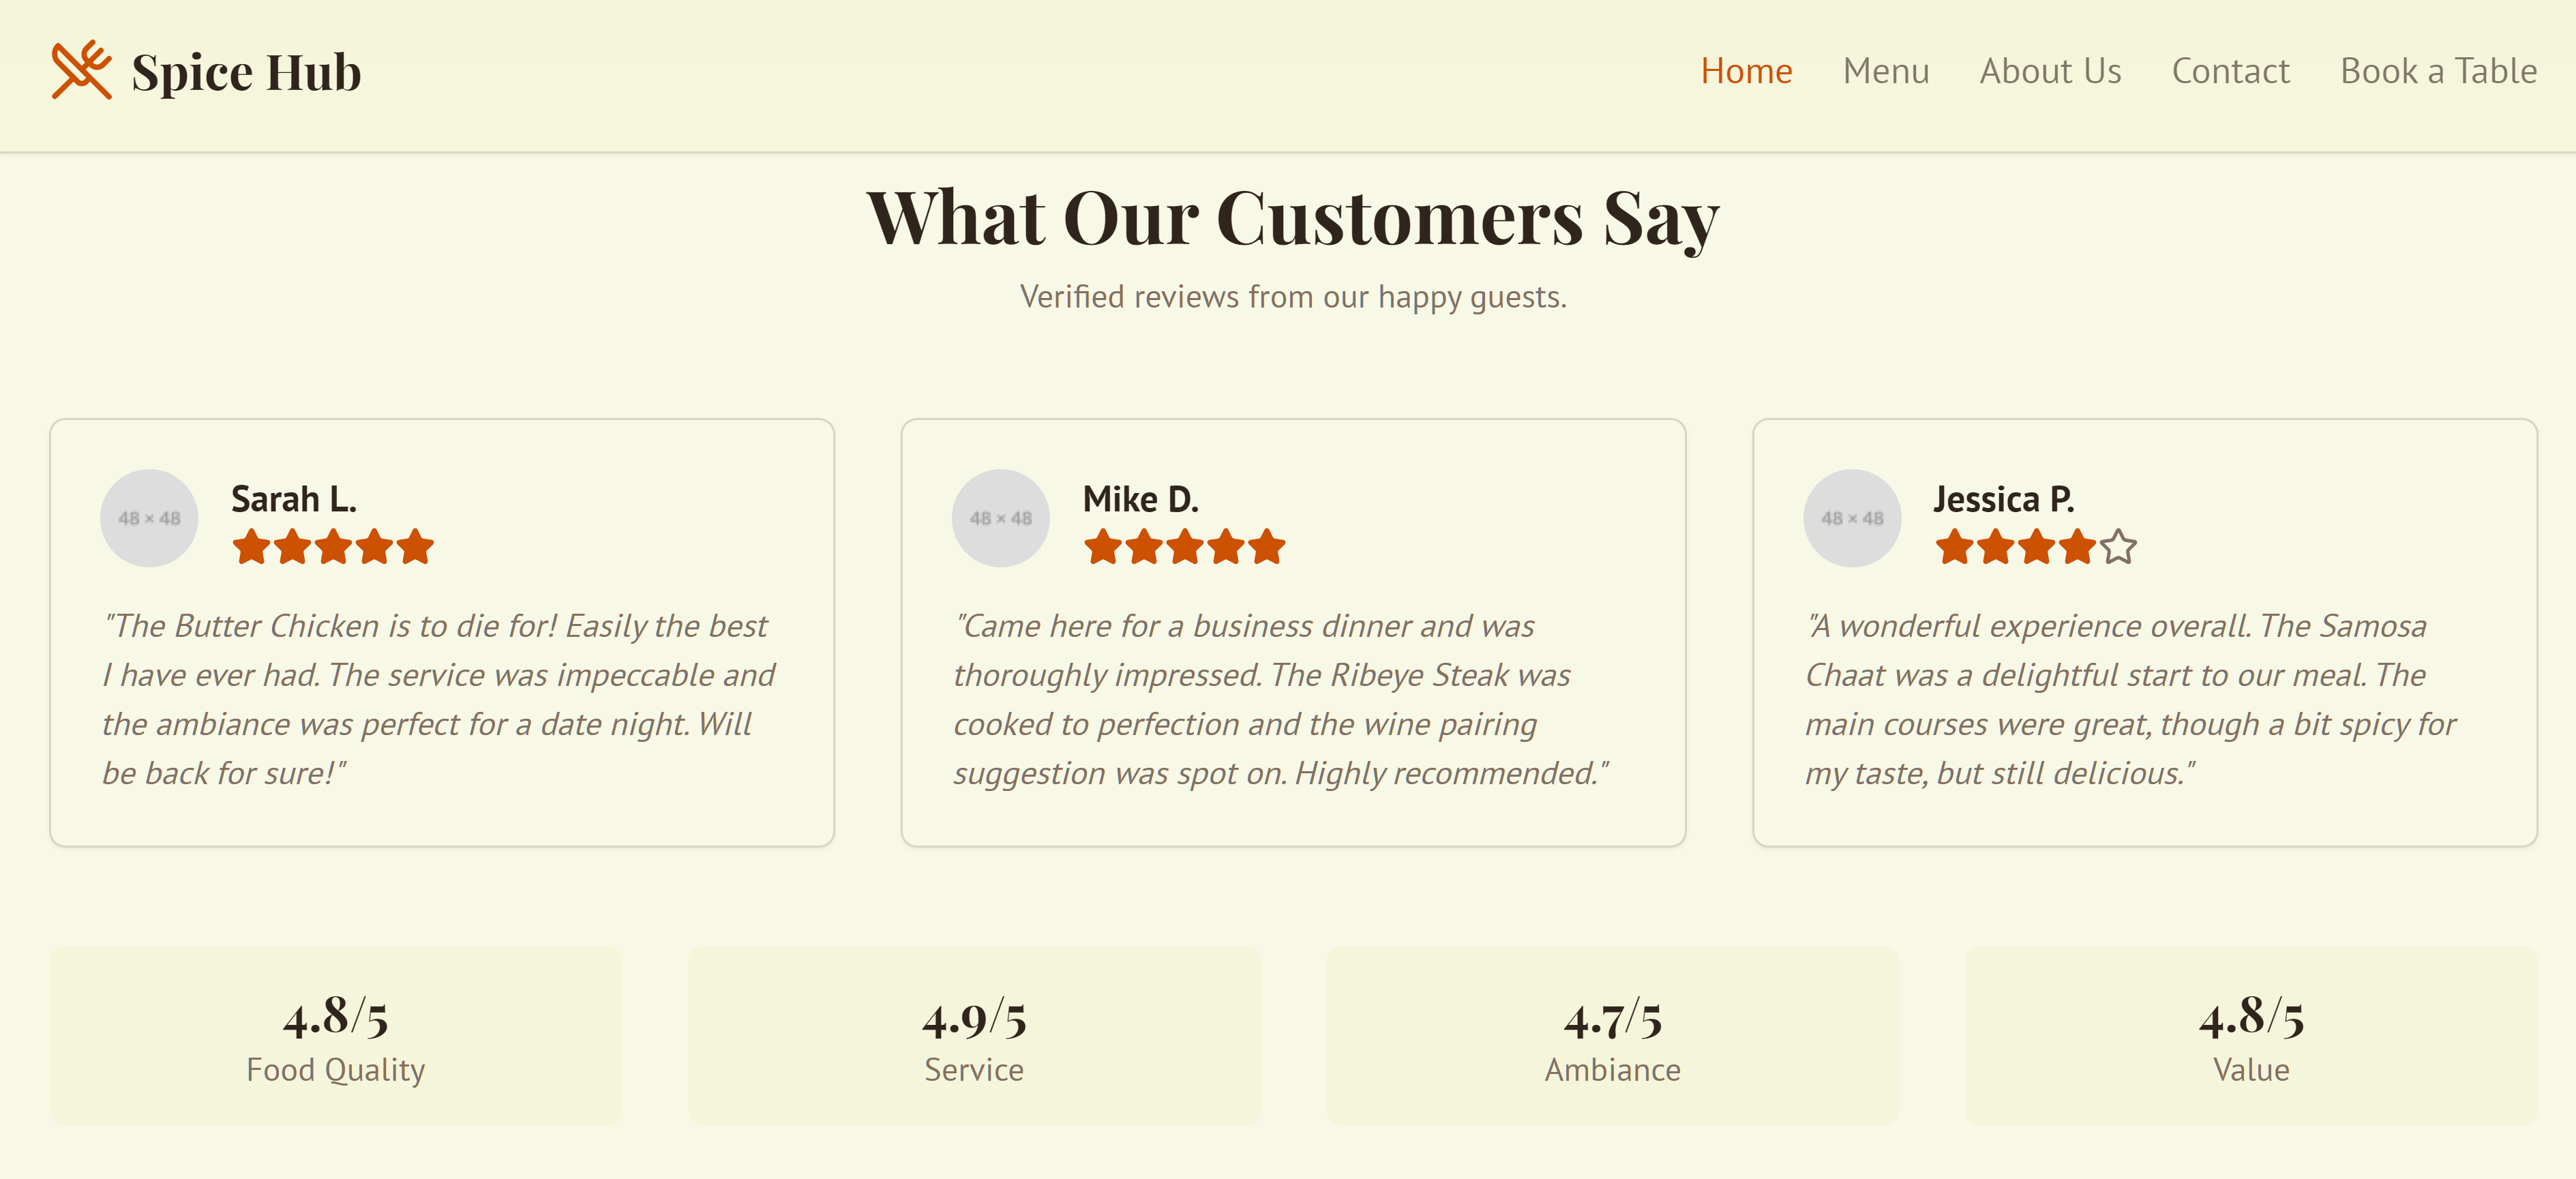 Spice Hub
Home Menu About Us Contact Book a Table
What Our Customers Say
Verified reviews from our happy guests.
48 × 48
Sarah L.
"The Butter Chicken is to die for! Easily the best
I have ever had. The service was impeccable and
the ambiance was perfect for a date night. Will
be back for sure!"
48 × 48
Mike D.
"Came here for a business dinner and was
thoroughly impressed. The Ribeye Steak was
cooked to perfection and the wine pairing
suggestion was spot on. Highly recommended."
48 × 48
Jessica P.
"A wonderful experience overall. The Samosa
Chaat was a delightful start to our meal. The
main courses were great, though a bit spicy for
my taste, but still delicious."
4.8/5
Food Quality
4.9/5
Service
4.7/5
Ambiance
4.8/5
Value